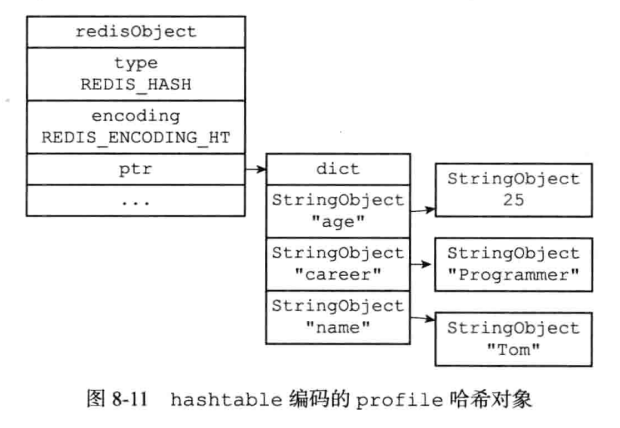 redisObject
type
REDIS_HASH
encoding
REDIS_ENCODING_HT
ptr
...
dict
StringObject
"age"
StringObject
"career"
StringObject
"name"
StringObject
25
StringObject
"Programmer"
StringObject
"Tom"
图 8-11 hashtable 编码的 profile 哈希对象